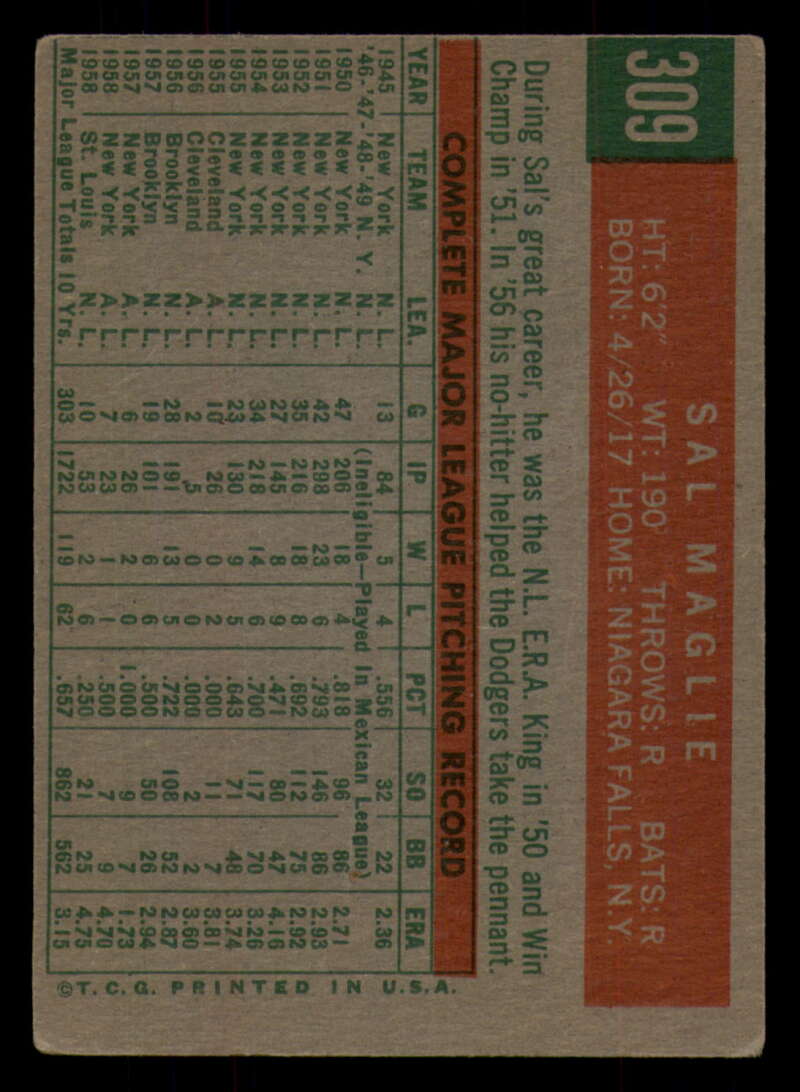 309
SAL MAGLIE
HT: 6'2" WT: 190 THROWS: R BATS: R
BORN: 4/26/17 HOME: NIAGARA FALLS, N.Y.
During Sal's great career, he was the N.L. E.R.A. King in '50 and Win
Champ in '51. In '56 his no-hitter helped the Dodgers take the pennant.
COMPLETE MAJOR LEAGUE PITCHING RECORD
YEAR TEAM LEA. G IP W L PCT SO BB ERA
1945 New York N. L. 13 84 5 4 .556 32 22 2.36
'46-'47-'48-'49 N. Y. N. L. (Ineligible—Played in Mexican League)
1950 New York N. L. 47 206 18 4 .818 96 86 2.71
1951 New York N. L. 42 298 23 6 .793 146 86 2.93
1952 New York N. L. 35 216 18 8 .692 112 75 2.92
1953 New York N. L. 27 145 8 9 .471 80 47 4.16
1954 New York N. L. 34 218 14 6 .700 117 70 3.26
1955 New York N. L. 23 130 9 5 .643 71 48 3.74
1955 Cleveland A. L. 10 26 0 2 .000 11 7 3.81
1956 Cleveland A. L. 2 5 0 0 .000 2 2 3.60
1956 Brooklyn N. L. 28 191 13 5 .722 108 52 2.87
1957 Brooklyn N. L. 19 101 6 6 .500 50 26 2.94
1957 New York A. L. 6 26 2 0 1.000 9 7 1.73
1958 New York A. L. 7 23 1 1 .500 7 9 4.70
1958 St. Louis N. L. 10 53 2 6 .250 21 25 4.75
Major League Totals 10 Yrs. 303 1722 119 62 .657 862 562 3.15
©T.C.G. PRINTED IN U.S.A.